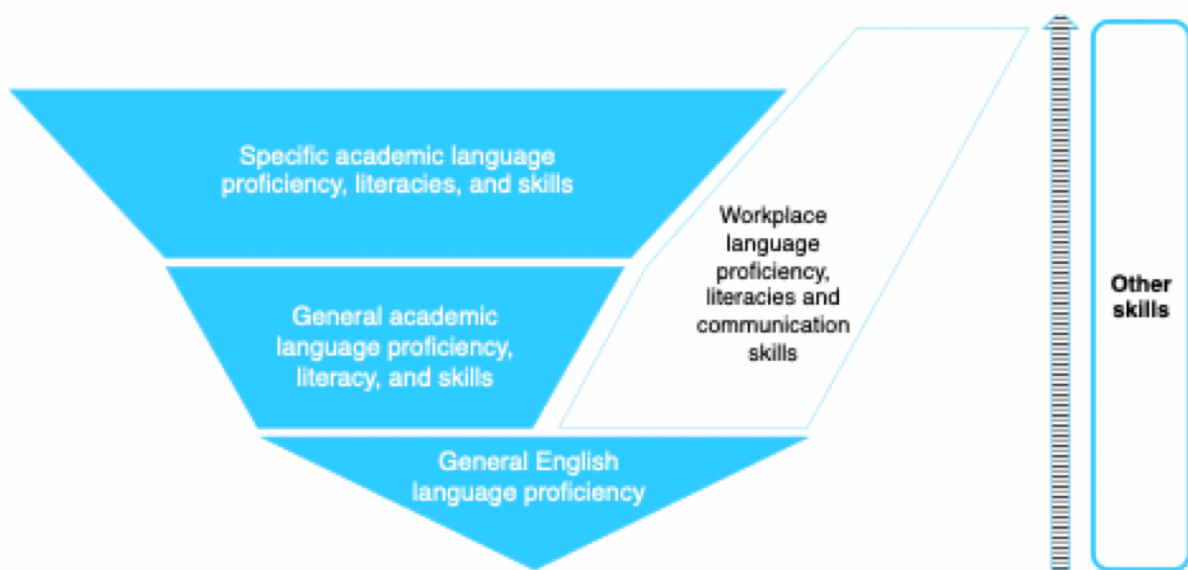 Specific academic language
proficiency, literacies, and skills
General academic
language proficiency,
literacy, and skills
General English
language proficiency
Workplace
language
proficiency,
literacies and
communication
skills
Other
skills